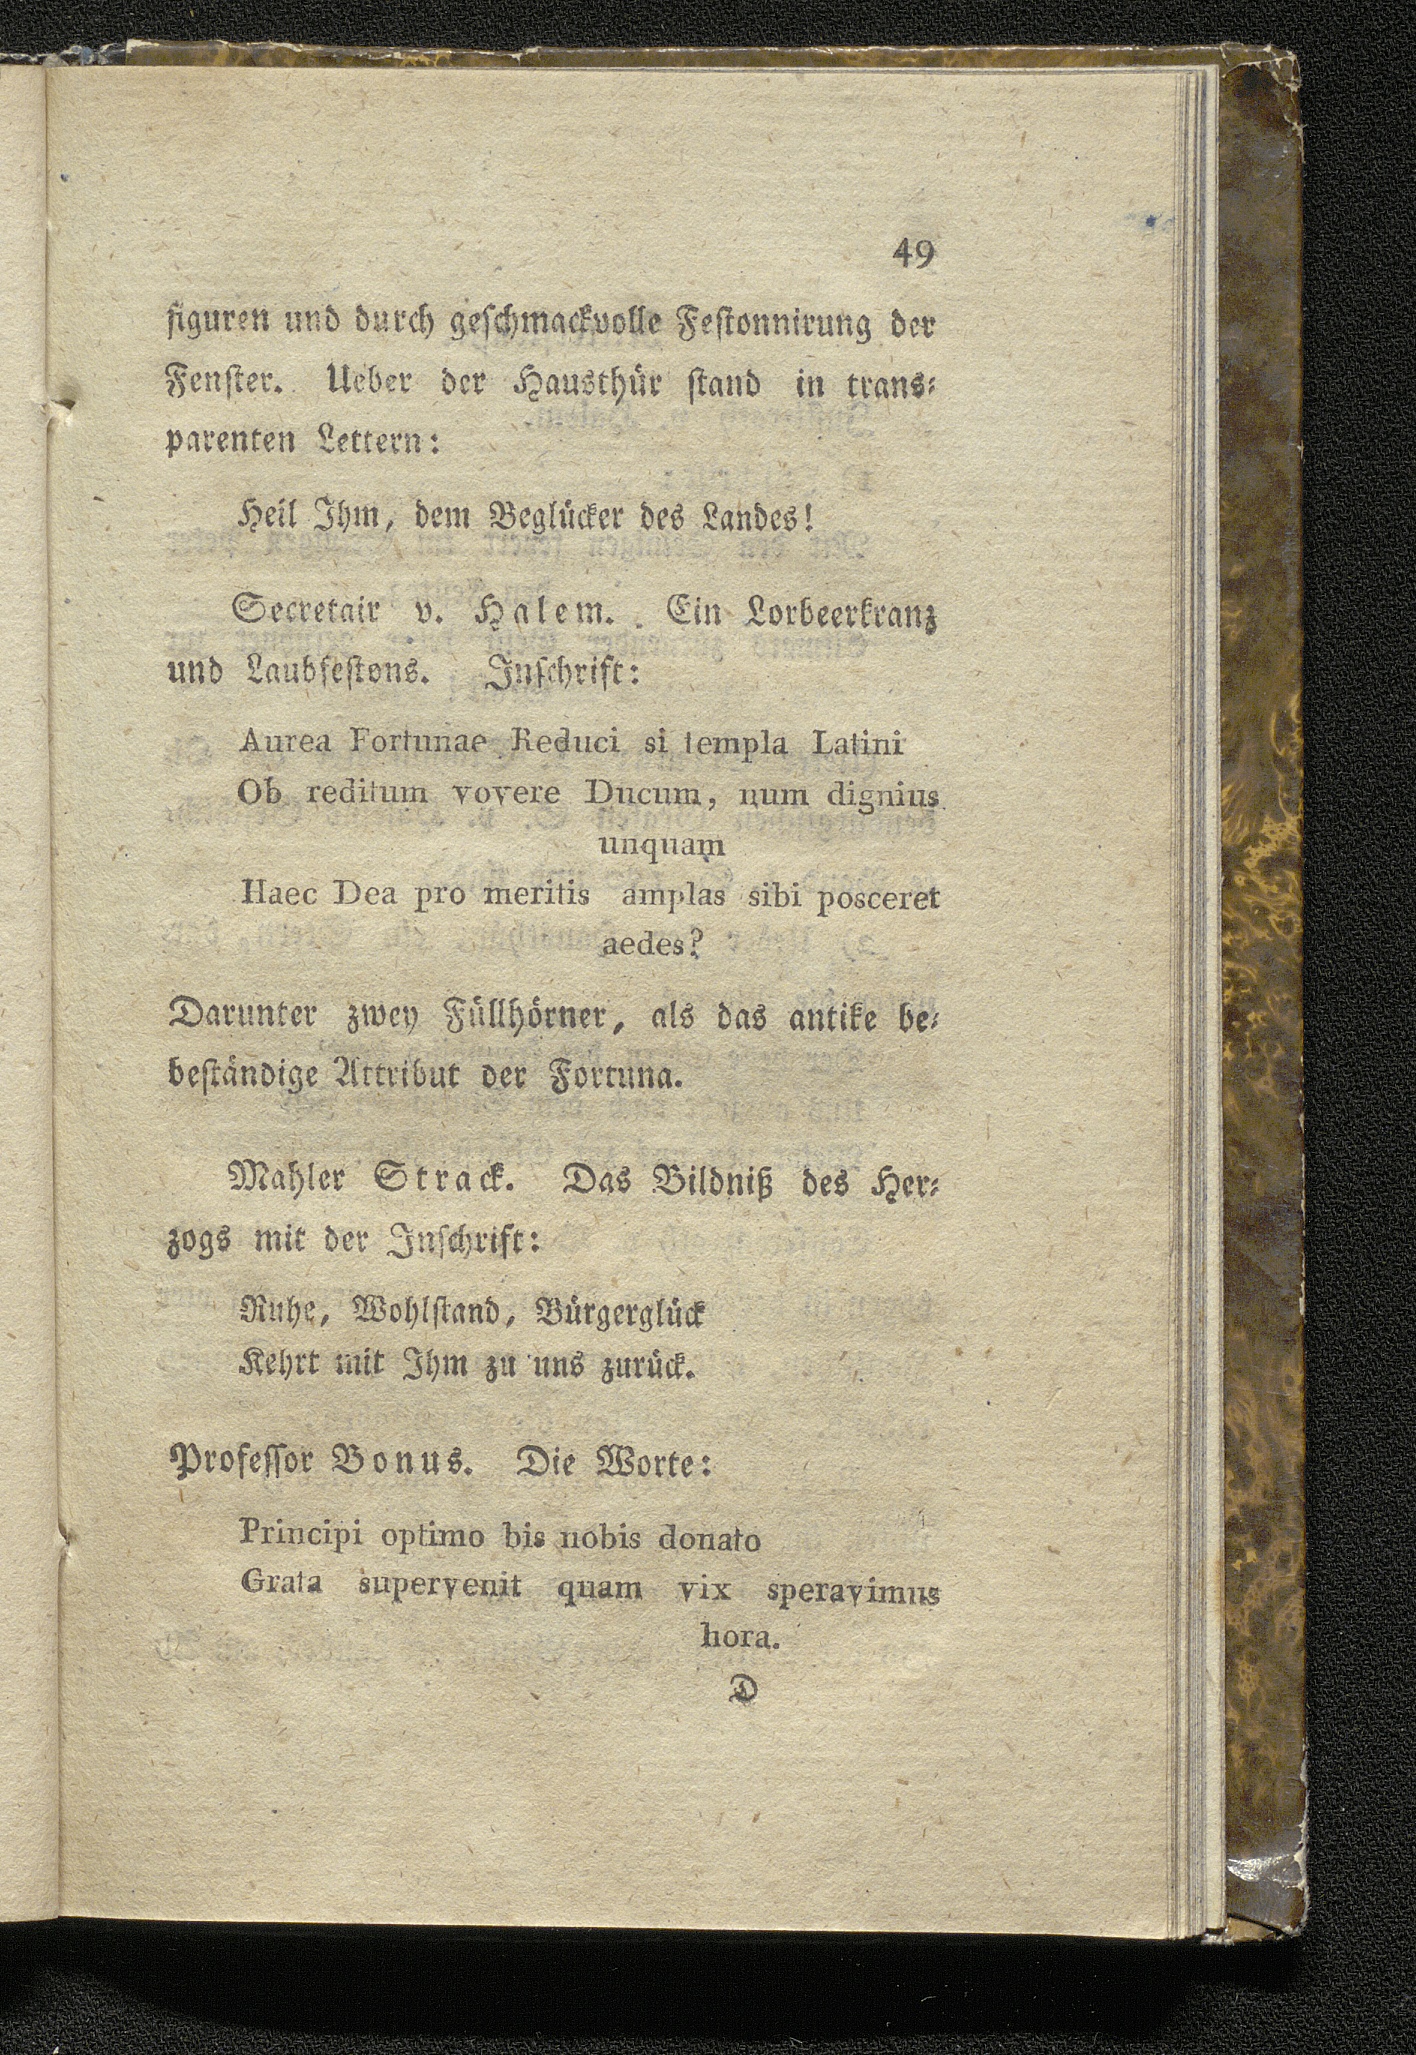 49
figuren und durch geschmackvolle Festonnirung der
Fenster. Ueber der Hausthür stand in trans-
parenten Lettern:
Heil Ihm, dem Beglücker des Landes!
Secretair v. Halem. Ein Lorbeerkranz
und Laubfestons. Inschrift:
Aurea Fortunae Reduci si templa Latini
Ob reditum vovere Ducum, num dignius
unquam
Haec Dea pro meritis amplas sibi posceret
aedes?
Darunter zwey Füllhörner, als das antike be-
beständige Attribut der Fortuna.
Mahler Strack. Das Bildniß des Her-
zogs mit der Inschrift:
Ruhe, Wohlstand, Bürgerglück
Kehrt mit Ihm zu uns zurück.
Professor Bonus. Die Worte:
Principi optimo bis nobis donato
Grata supervenit quam vix speravimus
hora.
D